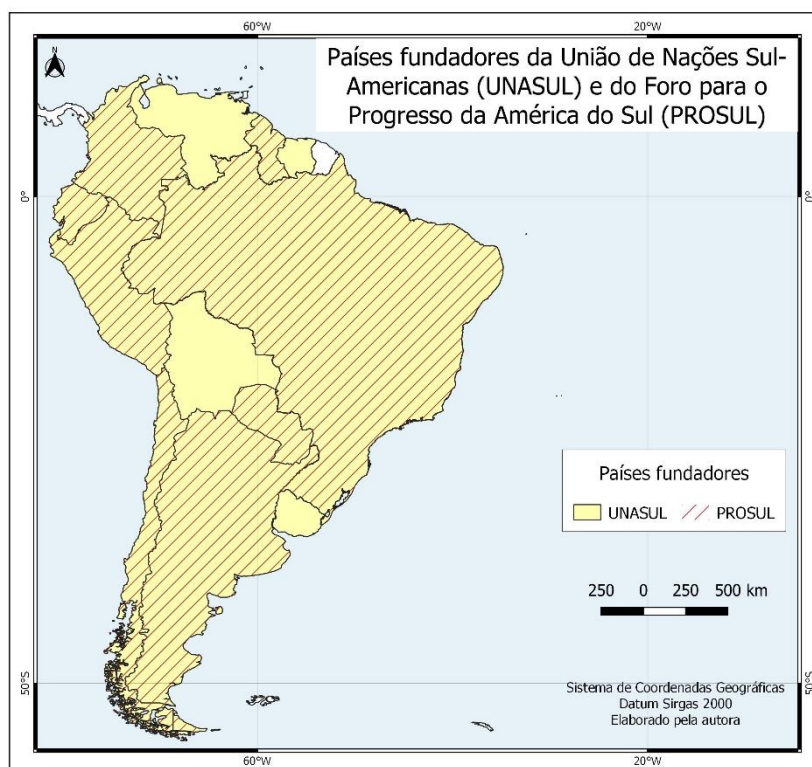 60°W
20°W
N
Países fundadores da União de Nações Sul-
Americanas (UNASUL) e do Foro para o
Progresso da América do Sul (PROSUL)
0°
0°
Países fundadores
UNASUL PROSUL
250 0 250 500 km
50°S
50°S
Sistema de Coordenadas Geográficas
Datum Sirgas 2000
Elaborado pela autora
60°W
20°W